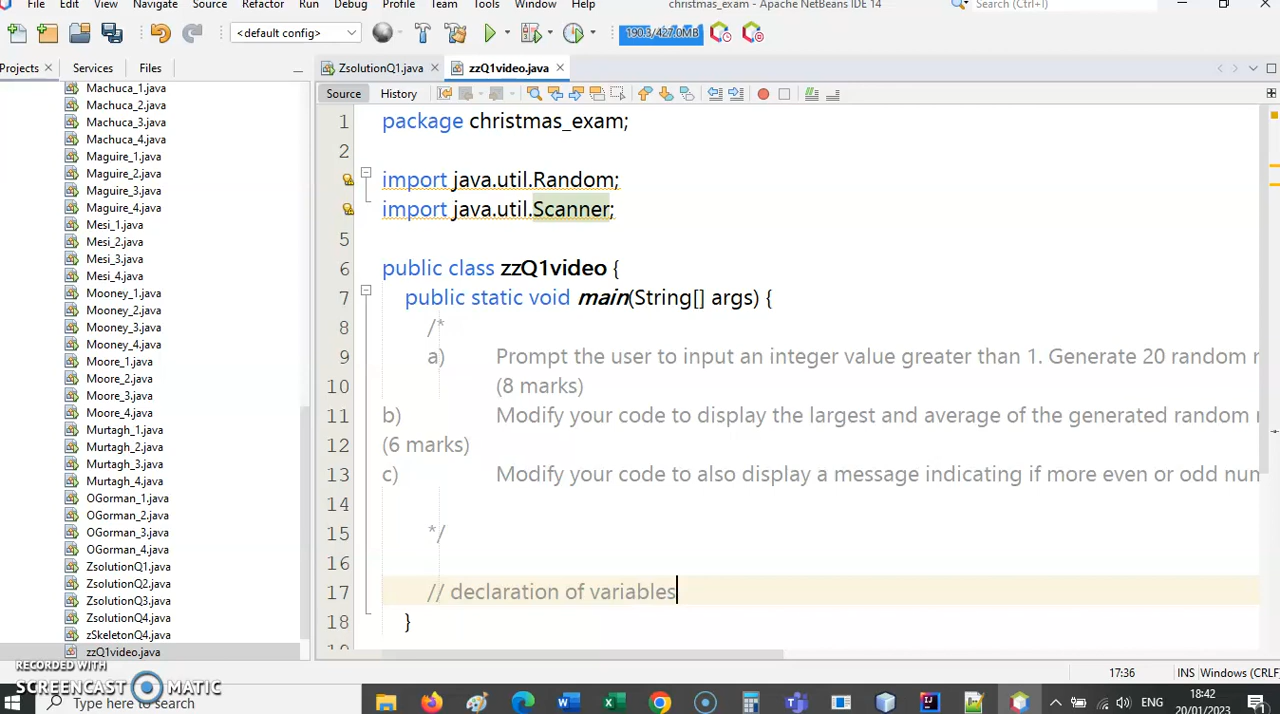 File Edit View Navigate Source Refactor Run Debug Profile Team Tools Window Help christmas_exam - Apache NetBeans IDE 14 Search (Ctrl+I)
<default config> 190.3/427.0MB
Projects Services Files ZsolutionQ1.java zzQ1video.java
Source History
Machuca_1.java
Machuca_2.java
Machuca_3.java
Machuca_4.java
Maguire_1.java
Maguire_2.java
Maguire_3.java
Maguire_4.java
Mesi_1.java
Mesi_2.java
Mesi_3.java
Mesi_4.java
Mooney_1.java
Mooney_2.java
Mooney_3.java
Mooney_4.java
Moore_1.java
Moore_2.java
Moore_3.java
Moore_4.java
Murtagh_1.java
Murtagh_2.java
Murtagh_3.java
Murtagh_4.java
OGorman_1.java
OGorman_2.java
OGorman_3.java
OGorman_4.java
ZsolutionQ1.java
ZsolutionQ2.java
ZsolutionQ3.java
ZsolutionQ4.java
zSkeletonQ4.java
zzQ1video.java
1 package christmas_exam;
2
3 import java.util.Random;
4 import java.util.Scanner;
5
6 public class zzQ1video {
7 public static void main(String[] args) {
8 /*
9 a) Prompt the user to input an integer value greater than 1. Generate 20 random
10 (8 marks)
11 b) Modify your code to display the largest and average of the generated random
12 (6 marks)
13 c) Modify your code to also display a message indicating if more even or odd num
14
15 */
16
17 // declaration of variables
18 }
17:36 INS Windows (CRLF
RECORDED WITH
SCREENCAST MATIC
Type here to search
ENG 18:42
20/01/2023